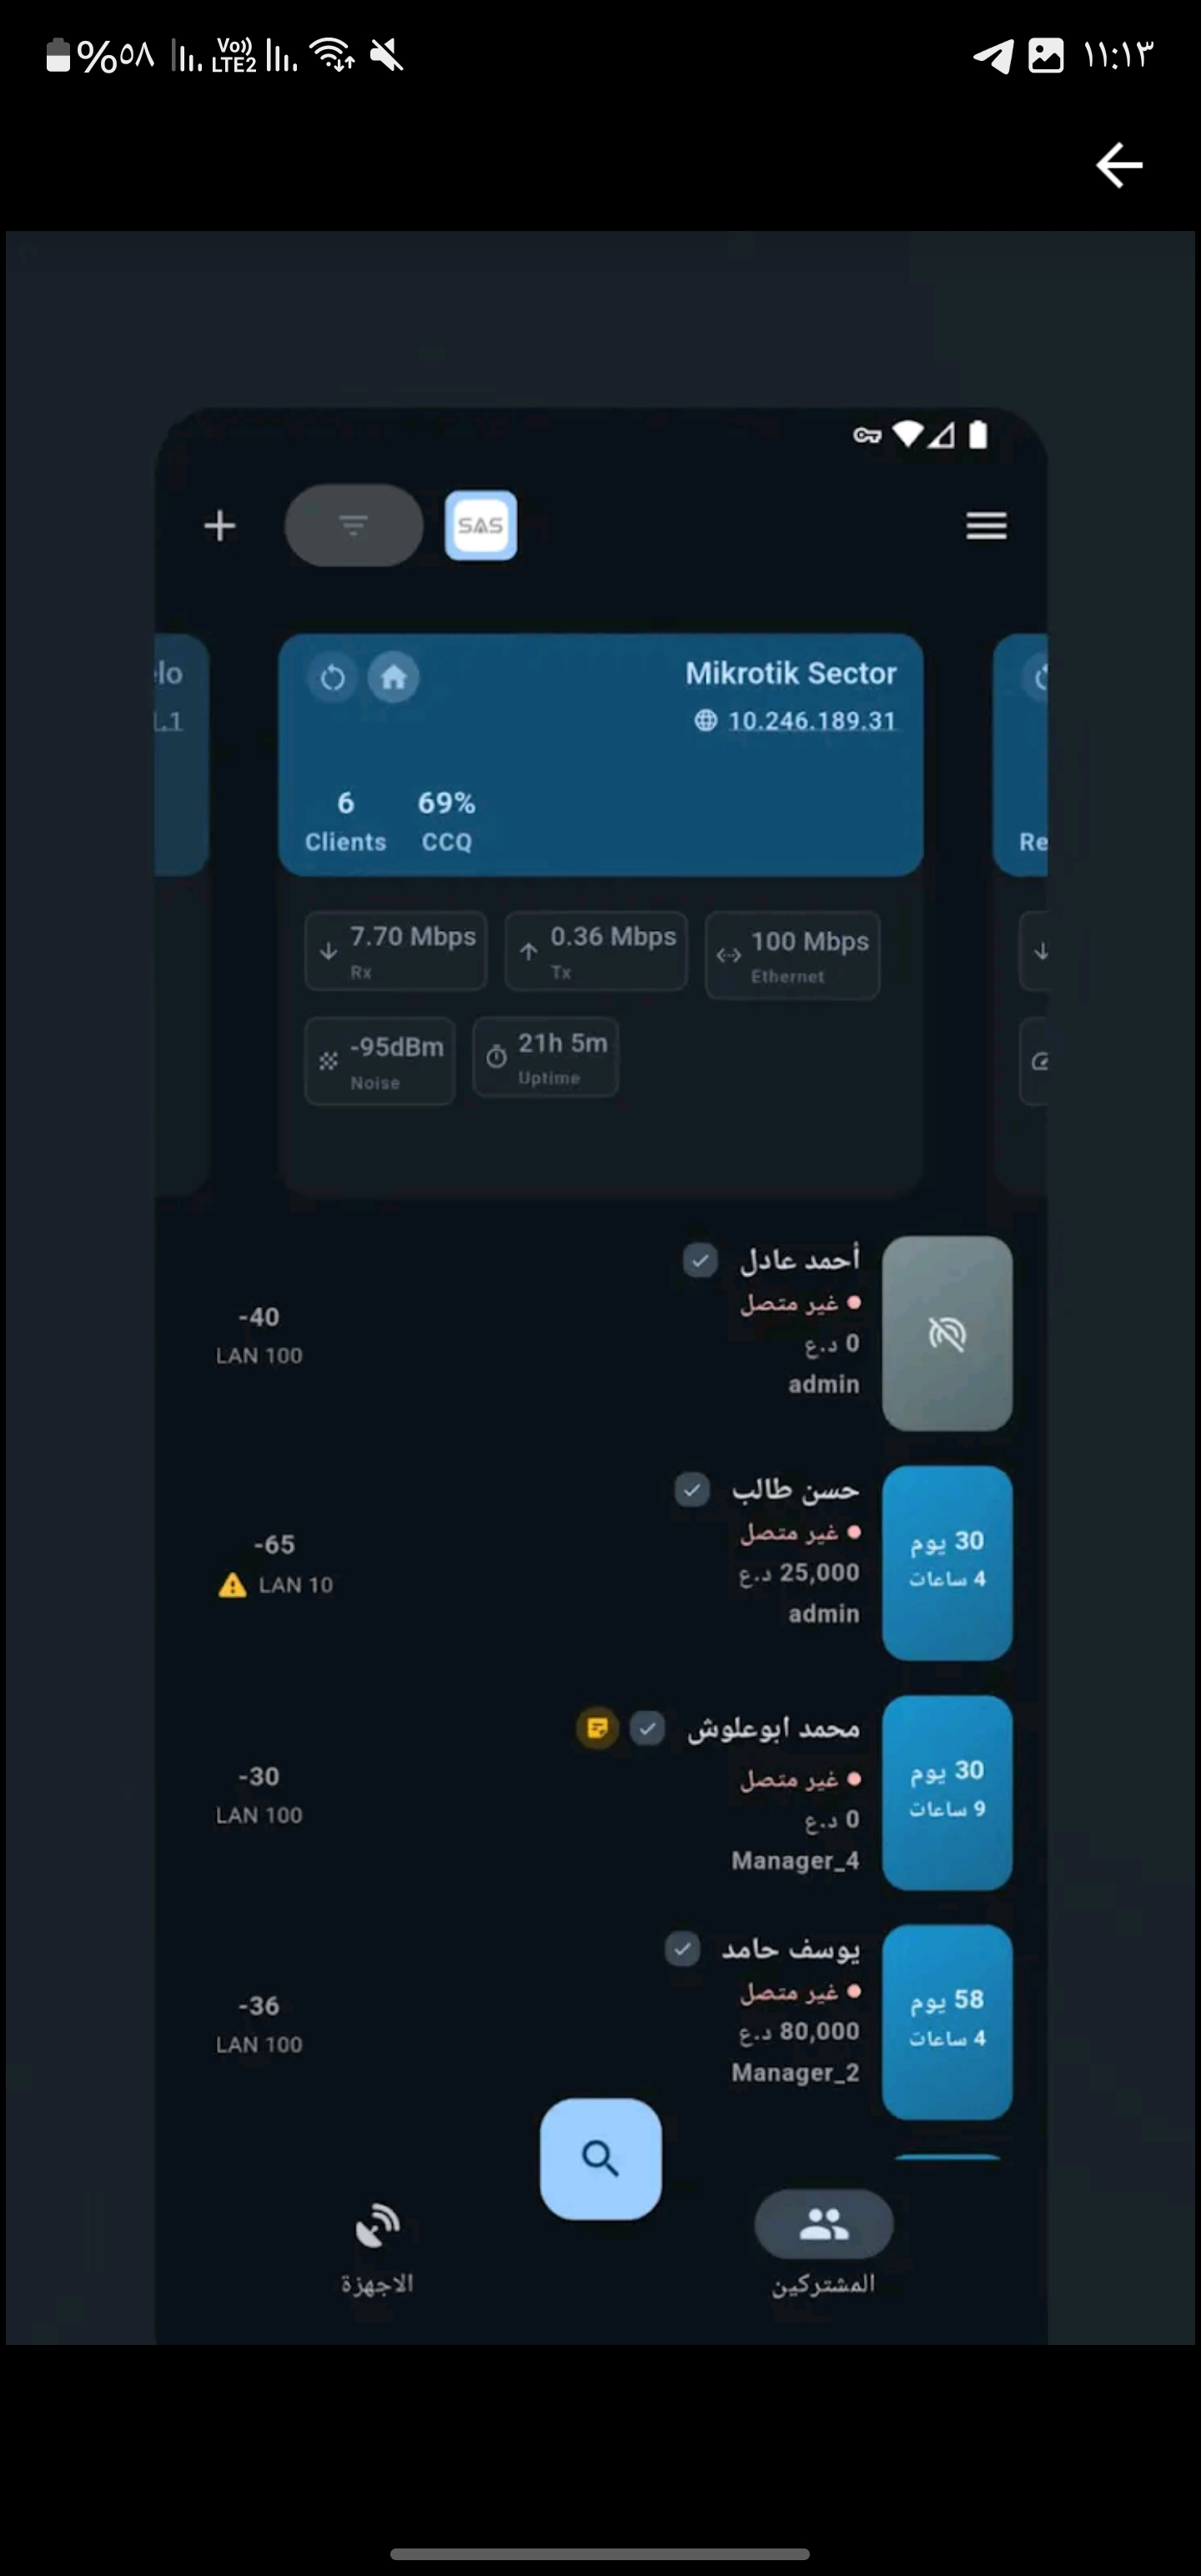 %٥٨ Vo)) LTE2 ١١:١٣
SAS
Mikrotik Sector
10.246.189.31
6 69%
Clients CCQ
elo
1.1
Re
7.70 Mbps
Rx
0.36 Mbps
Tx
100 Mbps
Ethernet
-95dBm
Noise
21h 5m
Uptime
أحمد عادل
غير متصل
0 د.ع
admin
-40
LAN 100
30 يوم
4 ساعات
حسن طالب
غير متصل
25,000 د.ع
admin
-65
LAN 10
30 يوم
9 ساعات
محمد ابوعلوش
غير متصل
0 د.ع
Manager_4
-30
LAN 100
58 يوم
4 ساعات
يوسف حامد
غير متصل
80,000 د.ع
Manager_2
-36
LAN 100
المشتركين
الاجهزة